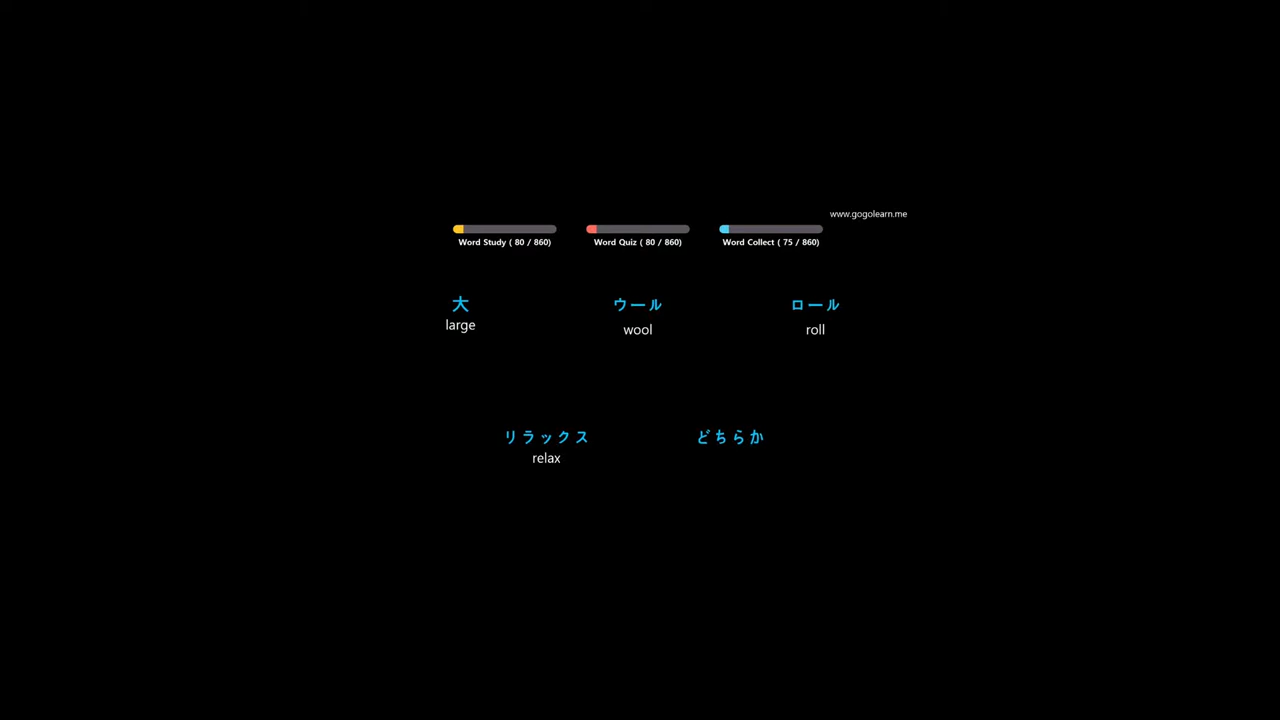 www.gogolearn.me
Word Study ( 80 / 860)
Word Quiz ( 80 / 860)
Word Collect ( 75 / 860)
大
large
ウール
wool
ロール
roll
リラックス
relax
どちらか